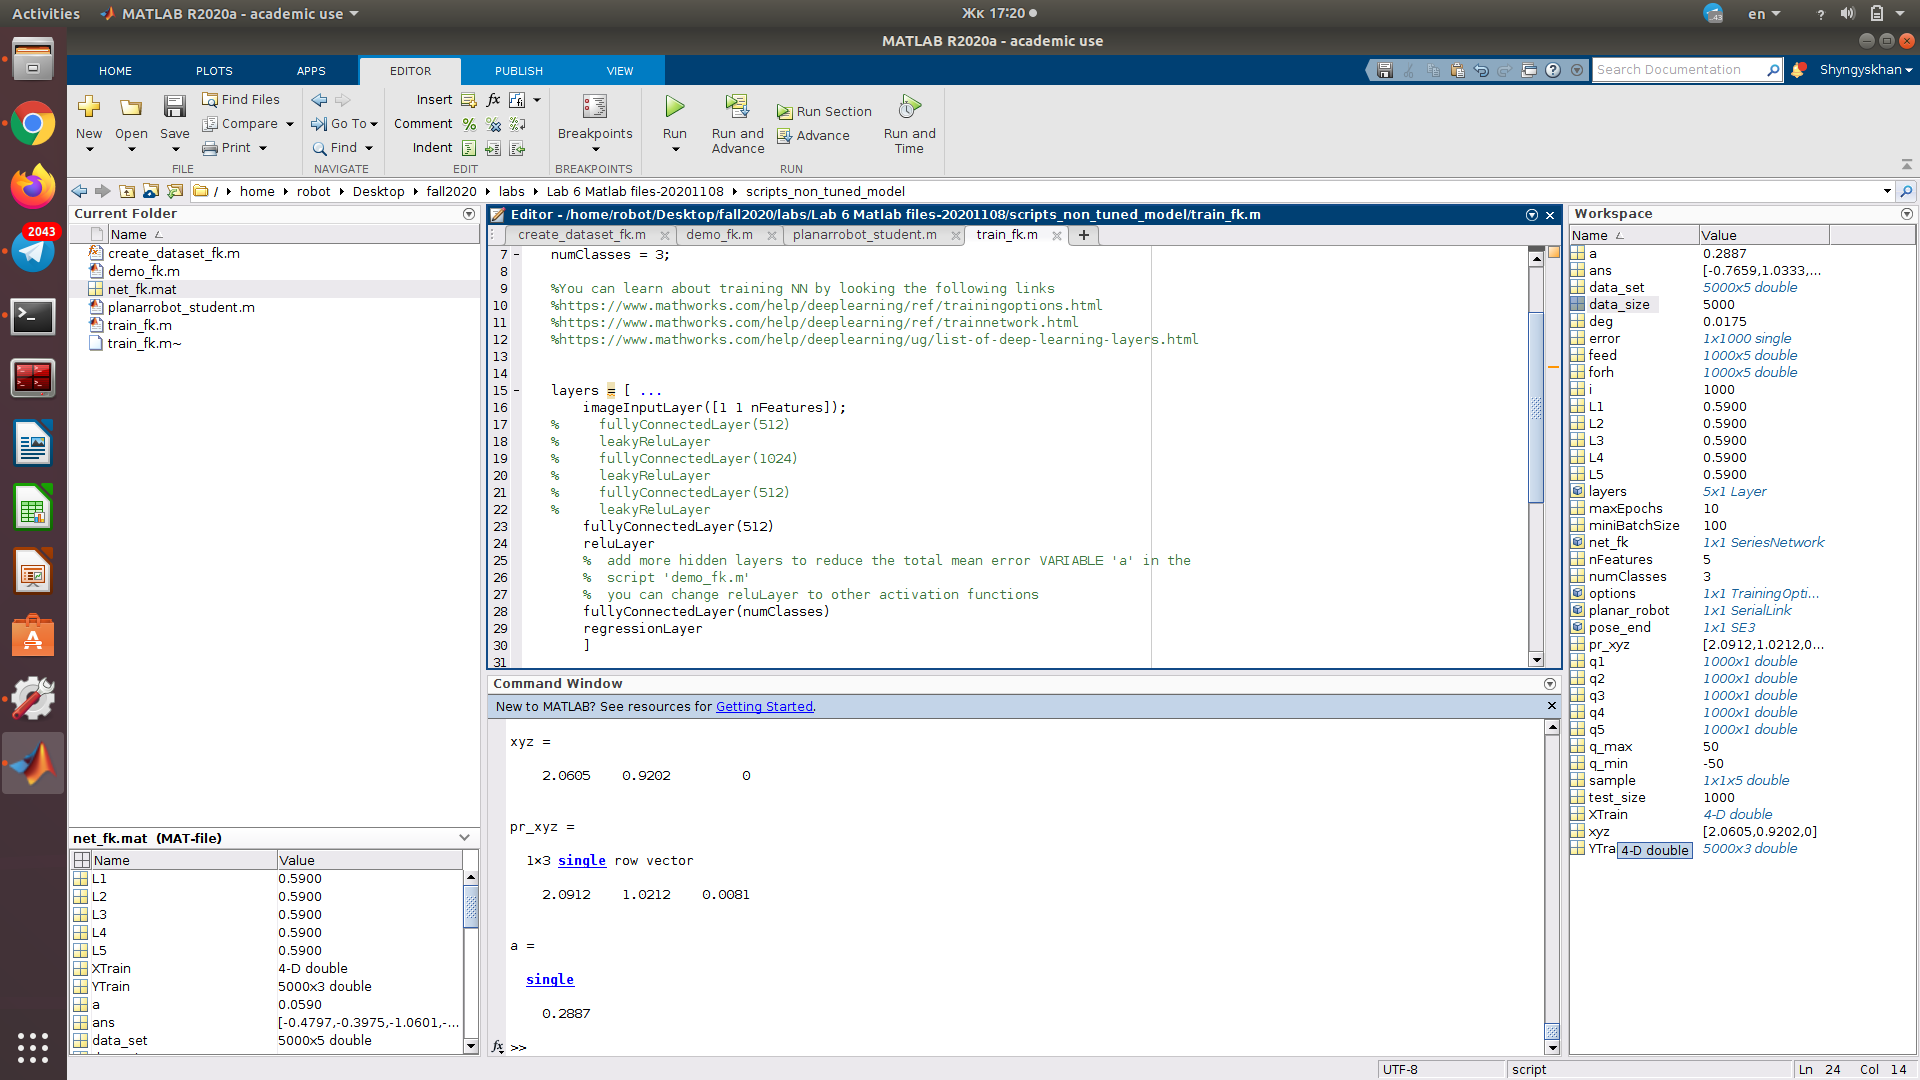 Activities
MATLAB R2020a - academic use
Жк 17:20
43
en
?
MATLAB R2020a - academic use
HOME
PLOTS
APPS
EDITOR
PUBLISH
VIEW
Search Documentation
Shyngyskhan
New
Open
Save
Find Files
Compare
Print
FILE
Go To
Find
NAVIGATE
Insert
Comment
Indent
EDIT
Breakpoints
BREAKPOINTS
Run
Run and Advance
Run Section
Advance
Run and Time
RUN
/ home robot Desktop fall2020 labs Lab 6 Matlab files-20201108 scripts_non_tuned_model
Current Folder
Name
create_dataset_fk.m
demo_fk.m
net_fk.mat
planarrobot_student.m
train_fk.m
train_fk.m~
2043
net_fk.mat (MAT-file)
Name Value
L1 0.5900
L2 0.5900
L3 0.5900
L4 0.5900
L5 0.5900
XTrain 4-D double
YTrain 5000x3 double
a 0.0590
ans [-0.4797,-0.3975,-1.0601,-...
data_set 5000x5 double
Editor - /home/robot/Desktop/fall2020/labs/Lab 6 Matlab files-20201108/scripts_non_tuned_model/train_fk.m
create_dataset_fk.m demo_fk.m planarrobot_student.m train_fk.m
7 - numClasses = 3;
8
9 %You can learn about training NN by looking the following links
10 %https://www.mathworks.com/help/deeplearning/ref/trainingoptions.html
11 %https://www.mathworks.com/help/deeplearning/ref/trainnetwork.html
12 %https://www.mathworks.com/help/deeplearning/ug/list-of-deep-learning-layers.html
13
14
15 - layers = [ ...
16 imageInputLayer([1 1 nFeatures]);
17 % fullyConnectedLayer(512)
18 % leakyReluLayer
19 % fullyConnectedLayer(1024)
20 % leakyReluLayer
21 % fullyConnectedLayer(512)
22 % leakyReluLayer
23 fullyConnectedLayer(512)
24 reluLayer
25 % add more hidden layers to reduce the total mean error VARIABLE 'a' in the
26 % script 'demo_fk.m'
27 % you can change reluLayer to other activation functions
28 fullyConnectedLayer(numClasses)
29 regressionLayer
30 ]
31
Command Window
New to MATLAB? See resources for Getting Started.
xyz =
2.0605 0.9202 0
pr_xyz =
1×3 single row vector
2.0912 1.0212 0.0081
a =
single
0.2887
fx >>
Workspace
Name Value
a 0.2887
ans [-0.7659,1.0333,...
data_set 5000x5 double
data_size 5000
deg 0.0175
error 1x1000 single
feed 1000x5 double
forh 1000x5 double
i 1000
L1 0.5900
L2 0.5900
L3 0.5900
L4 0.5900
L5 0.5900
layers 5x1 Layer
maxEpochs 10
miniBatchSize 100
net_fk 1x1 SeriesNetwork
nFeatures 5
numClasses 3
options 1x1 TrainingOpti...
planar_robot 1x1 SerialLink
pose_end 1x1 SE3
pr_xyz [2.0912,1.0212,0...
q1 1000x1 double
q2 1000x1 double
q3 1000x1 double
q4 1000x1 double
q5 1000x1 double
q_max 50
q_min -50
sample 1x1x5 double
test_size 1000
XTrain 4-D double
xyz [2.0605,0.9202,0]
YTra 4-D double 5000x3 double
UTF-8
script
Ln 24 Col 14